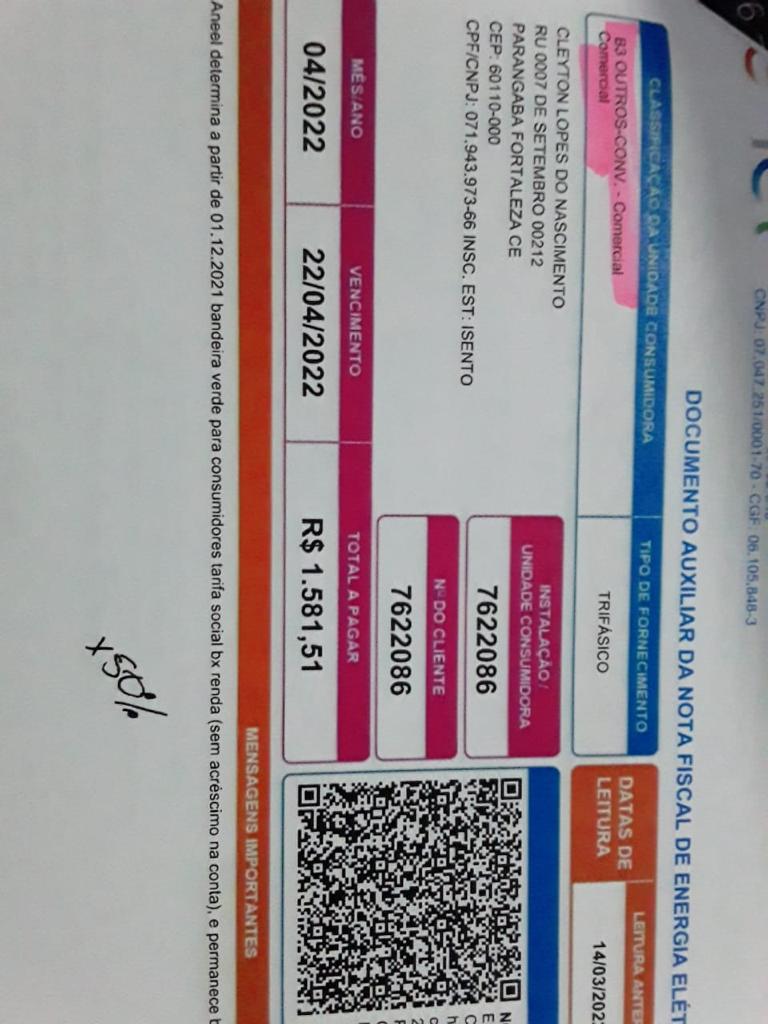 CNPJ: 07.047.251/0001-70 - CGF: 06.105.848-3
DOCUMENTO AUXILIAR DA NOTA FISCAL DE ENERGIA ELÉT
CLASSIFICAÇÃO DA UNIDADE CONSUMIDORA
TIPO DE FORNECIMENTO
B3 OUTROS-CONV. - Comercial
Comercial
TRIFÁSICO
DATAS DE
LEITURA
LEITURA ANTER
14/03/202
CLEYTON LOPES DO NASCIMENTO
RU 0007 DE SETEMBRO 00212
PARANGABA FORTALEZA CE
CEP: 60110-000
CPF/CNPJ: 071.943.973-66 INSC. EST: ISENTO
INSTALAÇÃO /
UNIDADE CONSUMIDORA
7622086
Nº DO CLIENTE
7622086
MÊS/ANO
VENCIMENTO
TOTAL A PAGAR
04/2022
22/04/2022
R$ 1.581,51
MENSAGENS IMPORTANTES
Aneel determina a partir de 01.12.2021 bandeira verde para consumidores tarifa social bx renda (sem acréscimo na conta), e permanece